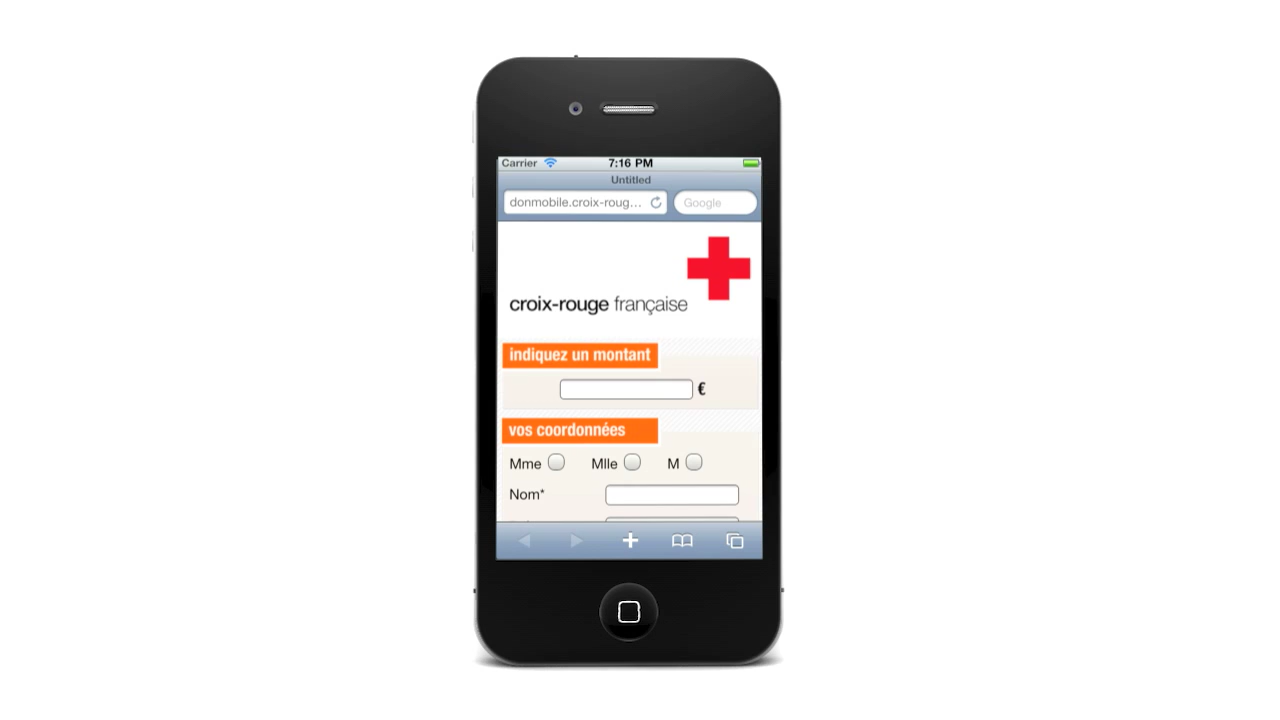 Carrier 7:16 PM
Untitled
donmobile.croix-roug... Google
croix-rouge française
indiquez un montant
€
vos coordonnées
Mme Mlle M
Nom*